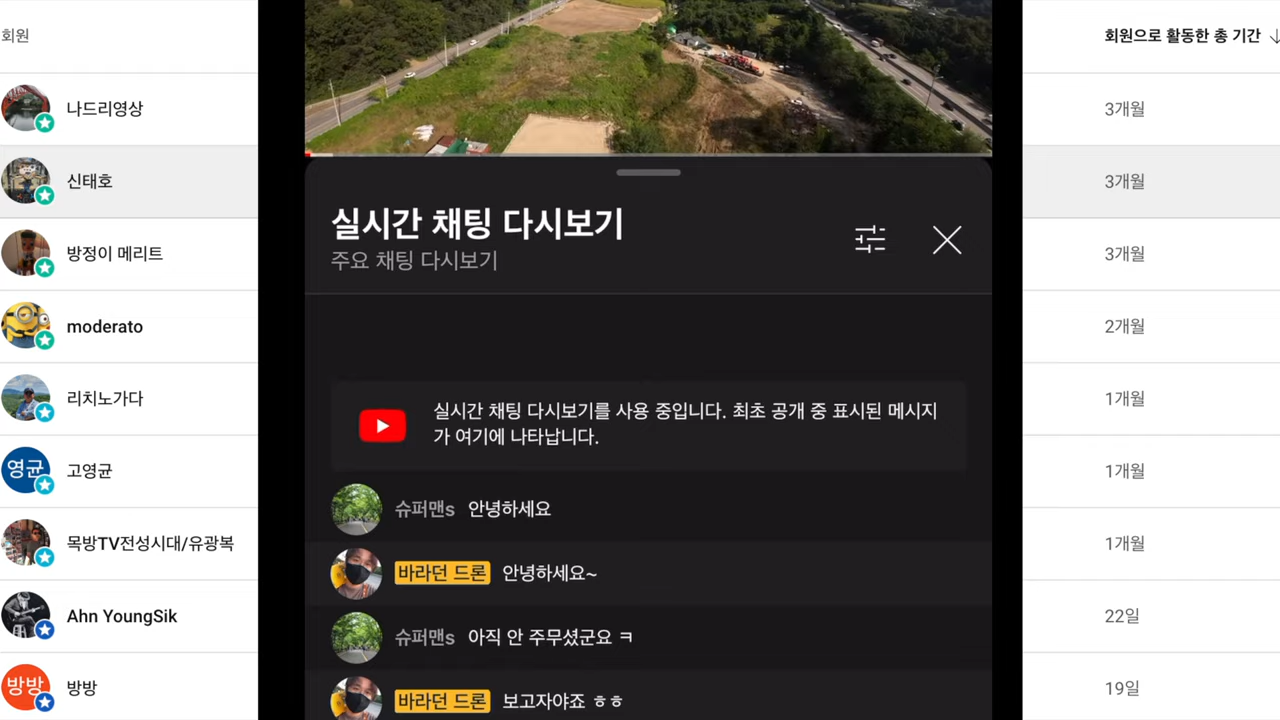 회원
회원으로 활동한 총 기간
나드리영상
3개월
신태호
3개월
방정이 메리트
3개월
moderato
2개월
리치노가다
1개월
영균
고영균
1개월
목방TV전성시대/유광복
1개월
Ahn YoungSik
22일
방방
방방
19일
실시간 채팅 다시보기
주요 채팅 다시보기
실시간 채팅 다시보기를 사용 중입니다. 최초 공개 중 표시된 메시지
가 여기에 나타납니다.
슈퍼맨s 안녕하세요
바라던 드론 안녕하세요~
슈퍼맨s 아직 안 주무셨군요 ㅋ
바라던 드론 보고자야죠 ㅎㅎ